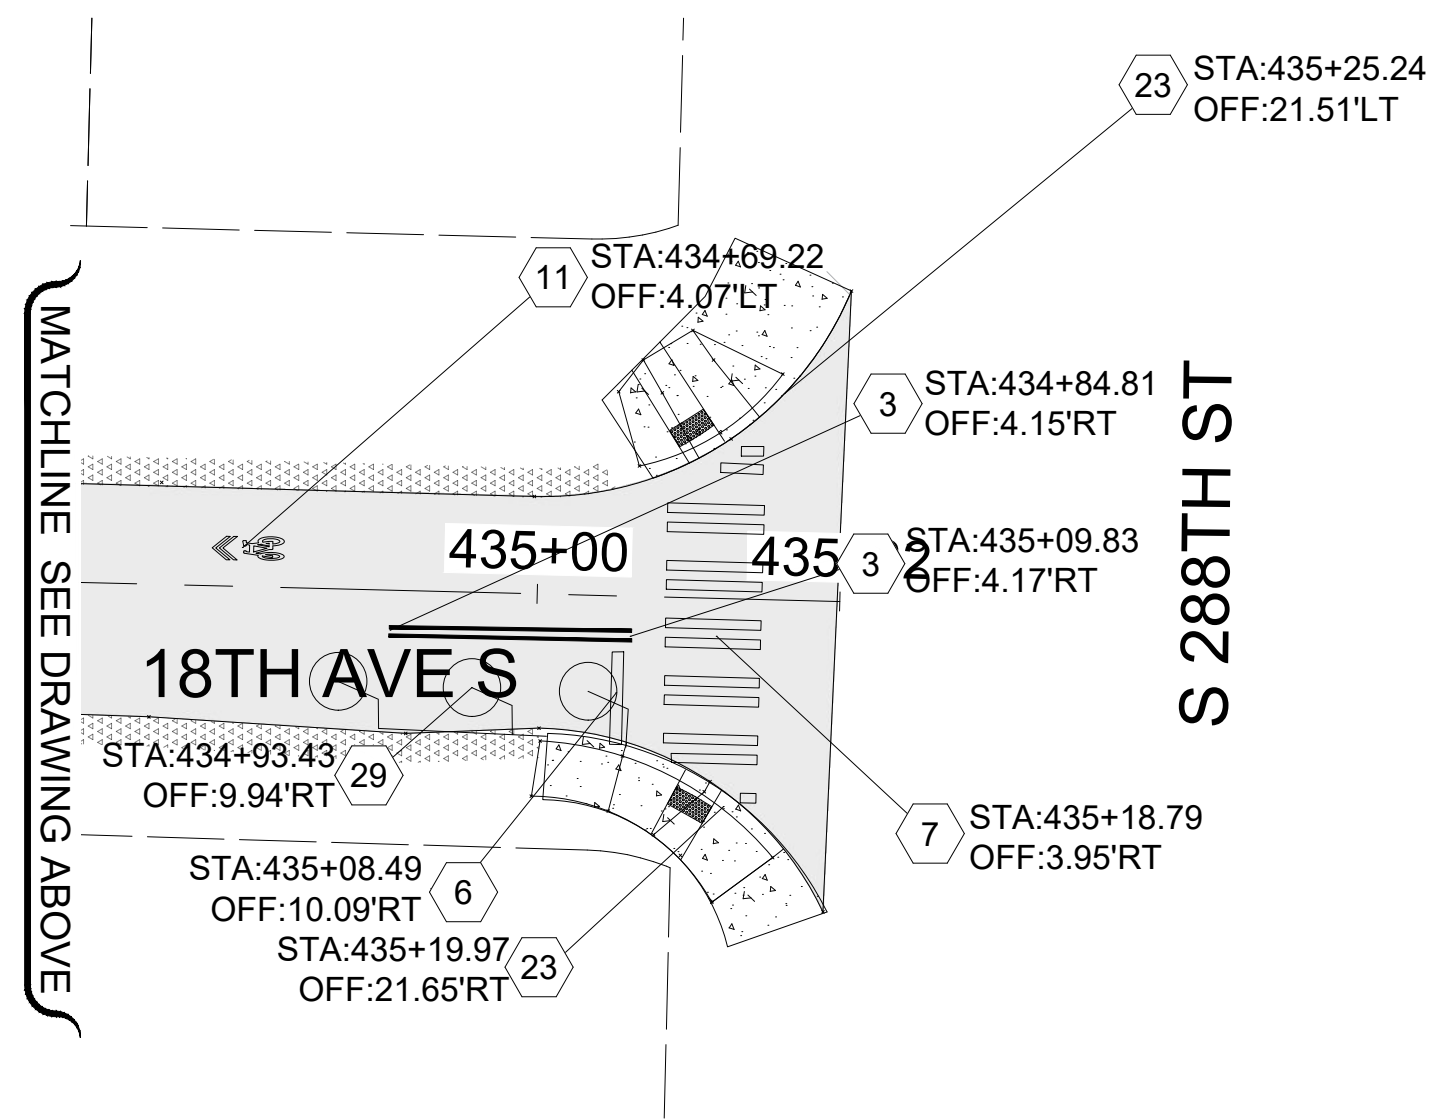 23
STA:435+25.24
OFF:21.51'LT
11
STA:434+69.22
OFF:4.07'LT
MATCHLINE SEE DRAWING ABOVE
3
STA:434+84.81
OFF:4.15'RT
S 288TH ST
435+00
3
STA:435+09.83
OFF:4.17'RT
18TH AVE S
STA:434+93.43
OFF:9.94'RT
29
7
STA:435+18.79
OFF:3.95'RT
STA:435+08.49
OFF:10.09'RT
6
STA:435+19.97
OFF:21.65'RT
23